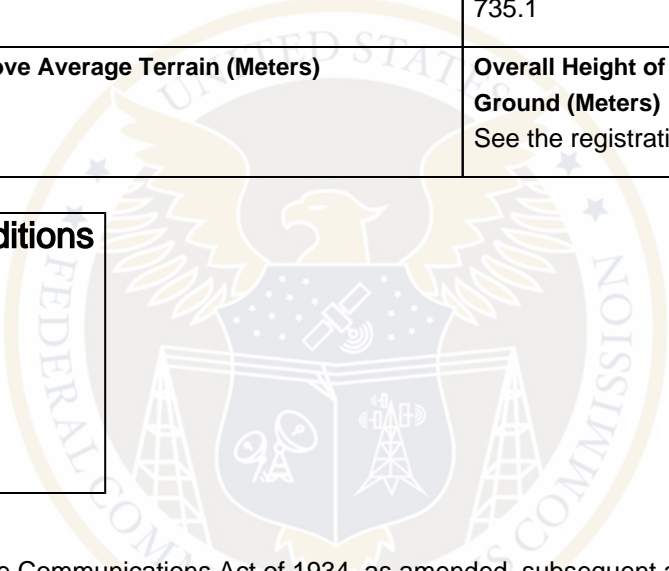 735.1
ove Average Terrain (Meters)
Overall Height of
Ground (Meters)
See the registrati
ditions
UNITED STATES
FEDERAL COMMUNICATIONS COMMISSION
e Communications Act of 1934, as amended, subsequent a